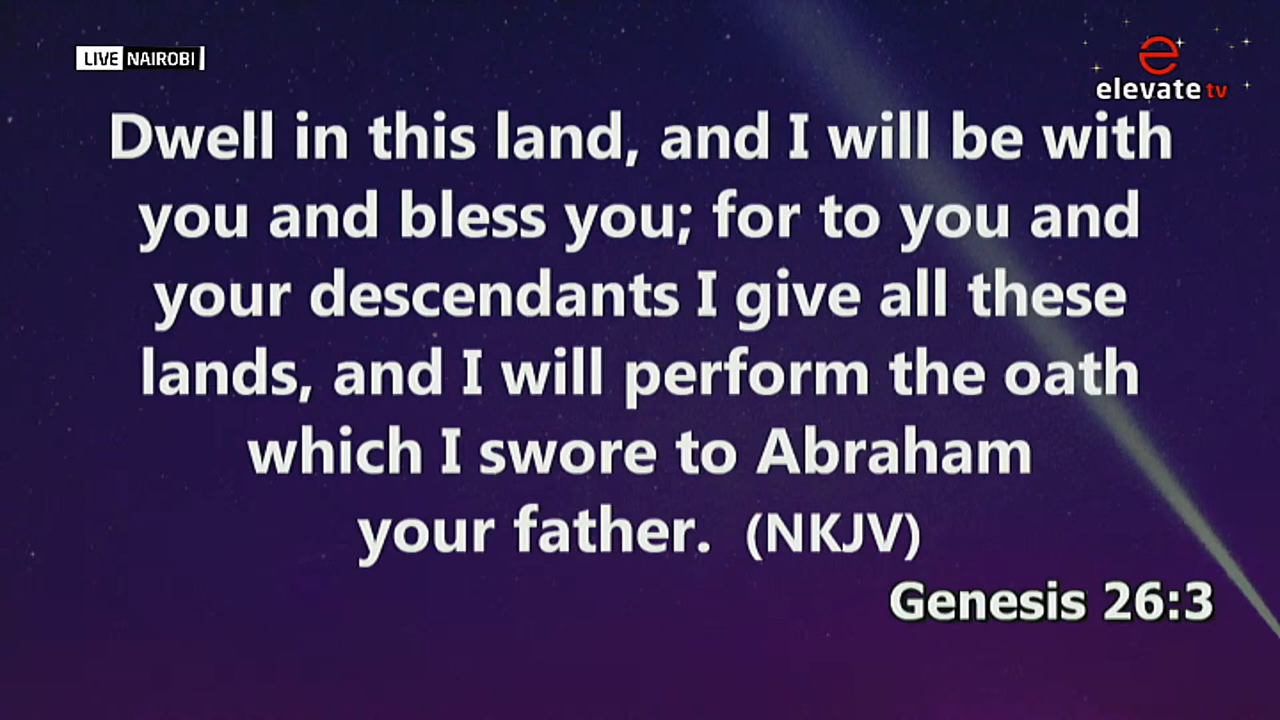 LIVE NAIROBI
e
elevate tv
Dwell in this land, and I will be with
you and bless you; for to you and
your descendants I give all these
lands, and I will perform the oath
which I swore to Abraham
your father. (NKJV)
Genesis 26:3